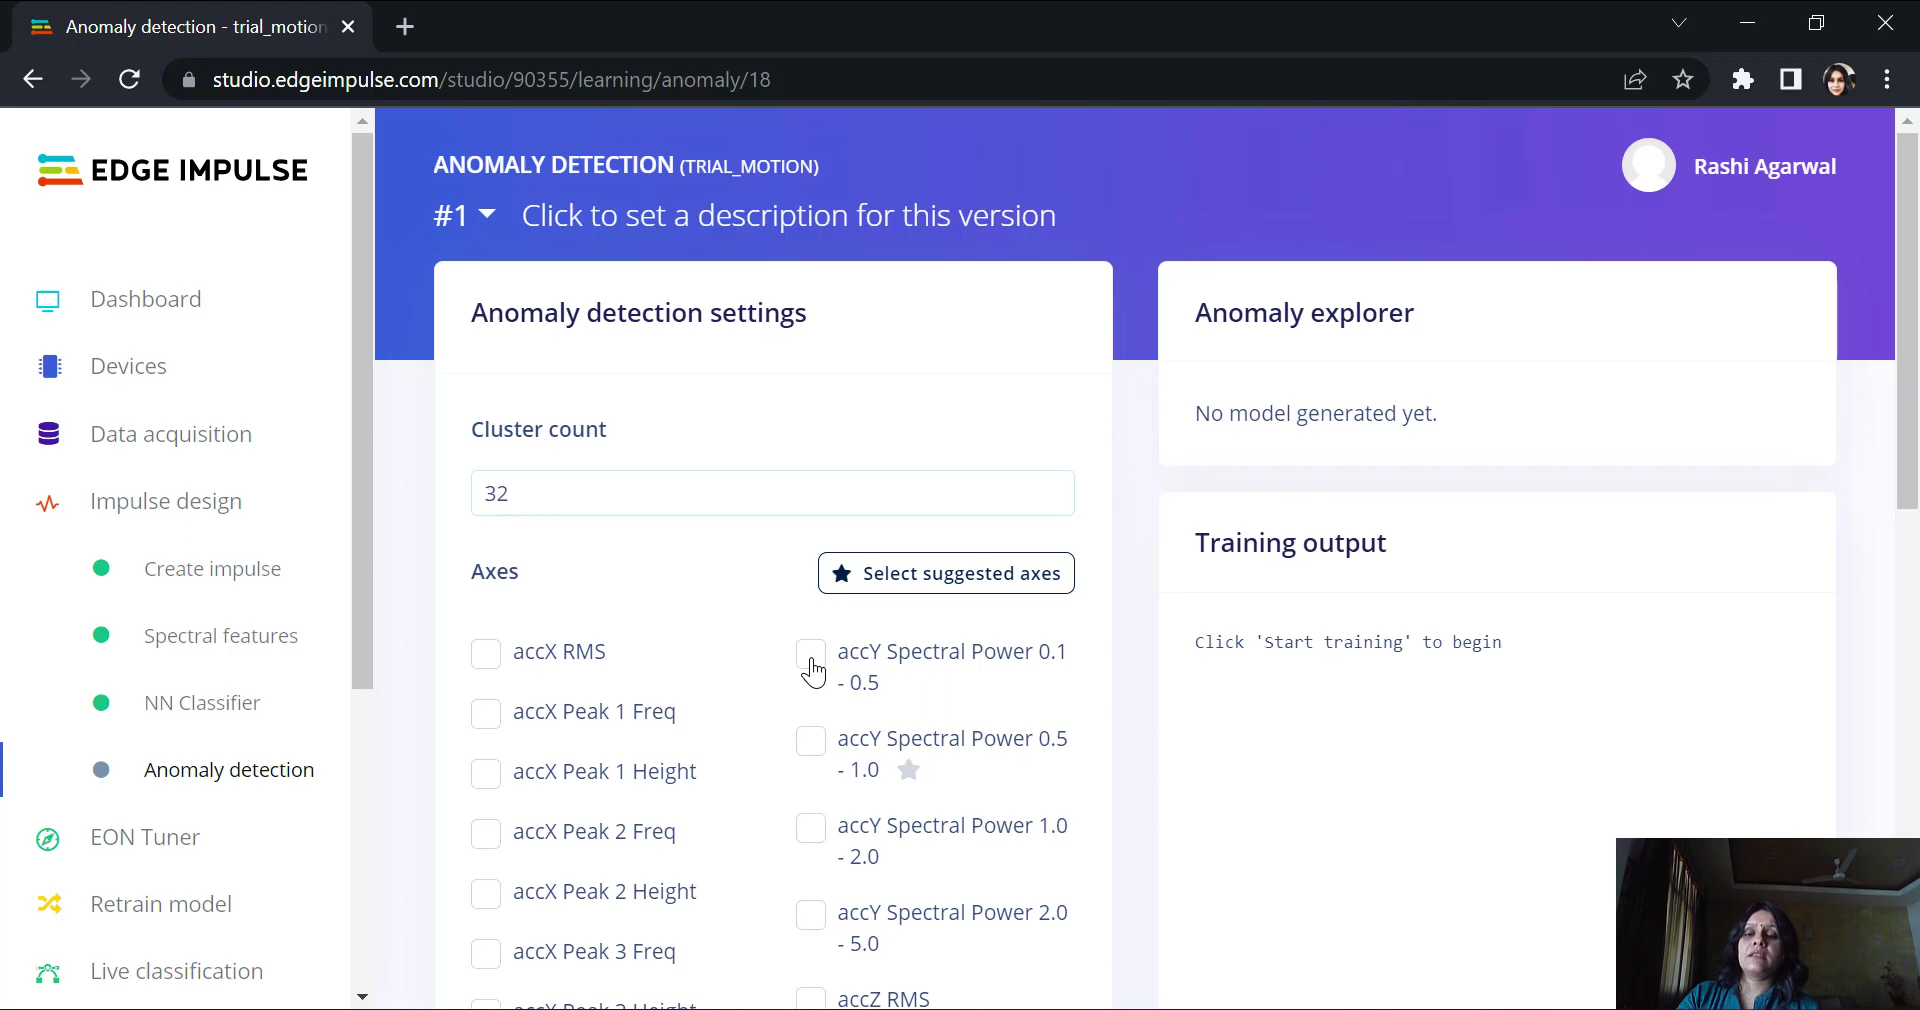 Anomaly detection - trial_motion
studio.edgeimpulse.com/studio/90355/learning/anomaly/18
EDGE IMPULSE
Dashboard
Devices
Data acquisition
Impulse design
Create impulse
Spectral features
NN Classifier
Anomaly detection
EON Tuner
Retrain model
Live classification
ANOMALY DETECTION (TRIAL_MOTION)
#1 Click to set a description for this version
Rashi Agarwal
Anomaly detection settings
Cluster count
32
Axes
Select suggested axes
accX RMS
accX Peak 1 Freq
accX Peak 1 Height
accX Peak 2 Freq
accX Peak 2 Height
accX Peak 3 Freq
accX Peak 3 Height
accY Spectral Power 0.1
- 0.5
accY Spectral Power 0.5
- 1.0
accY Spectral Power 1.0
- 2.0
accY Spectral Power 2.0
- 5.0
accZ RMS
Anomaly explorer
No model generated yet.
Training output
Click 'Start training' to begin